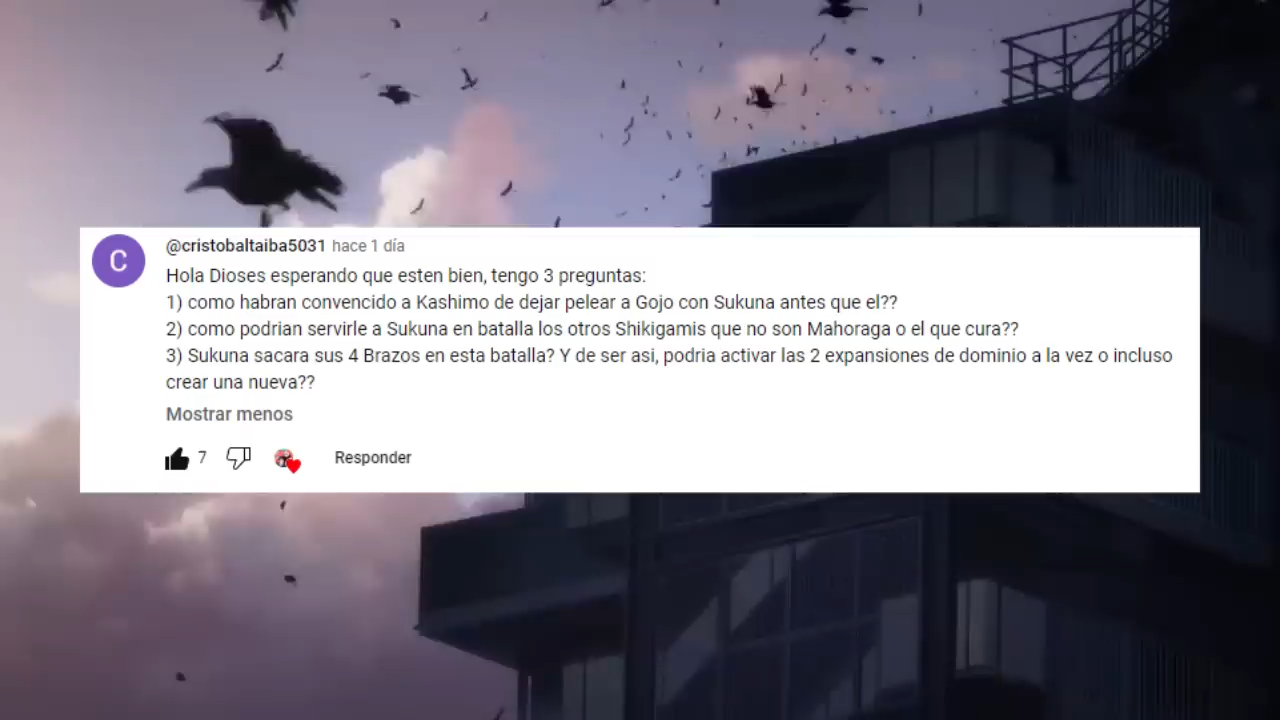 C
@cristobaltaiba5031 hace 1 día
Hola Dioses esperando que esten bien, tengo 3 preguntas:
1) como habran convencido a Kashimo de dejar pelear a Gojo con Sukuna antes que el??
2) como podrian servirle a Sukuna en batalla los otros Shikigamis que no son Mahoraga o el que cura??
3) Sukuna sacara sus 4 Brazos en esta batalla? Y de ser asi, podria activar las 2 expansiones de dominio a la vez o incluso
crear una nueva??
Mostrar menos
7 Responder